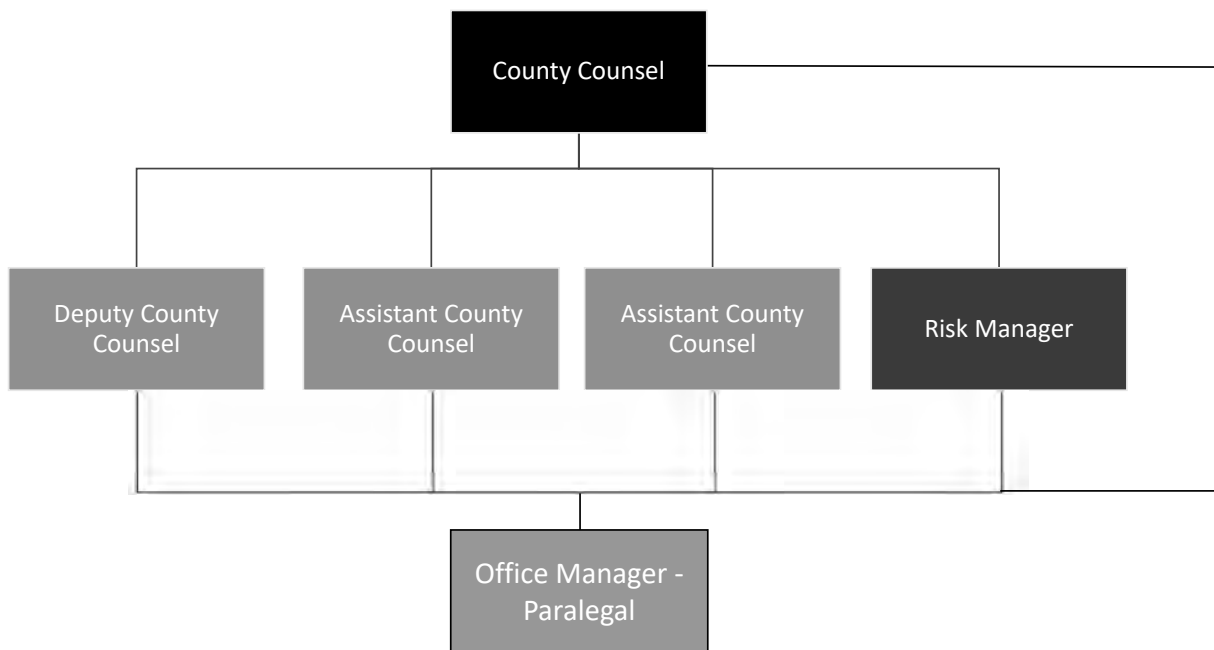 County Counsel
Deputy County
Counsel
Assistant County
Counsel
Assistant County
Counsel
Risk Manager
Office Manager -
Paralegal